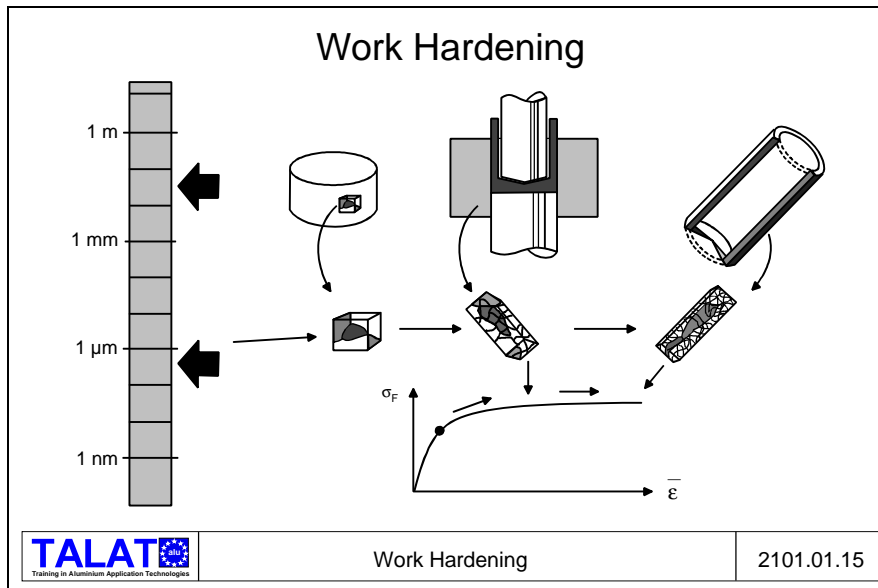 Work Hardening
1 m
1 mm
1 µm
1 nm
σF
ε
TALAT
alu
Training in Aluminium Application Technologies
Work Hardening
2101.01.15